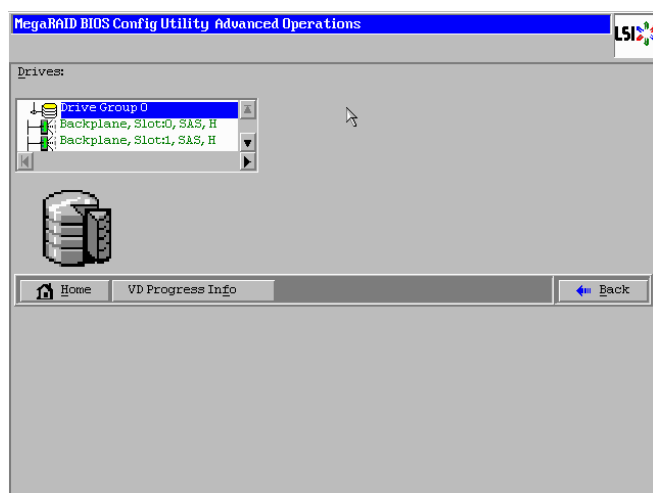 MegaRAID BIOS Config Utility Advanced Operations
LSI
Drives:
Drive Group 0
Backplane, Slot:0, SAS, H
Backplane, Slot:1, SAS, H
Home
VD Progress Info
Back